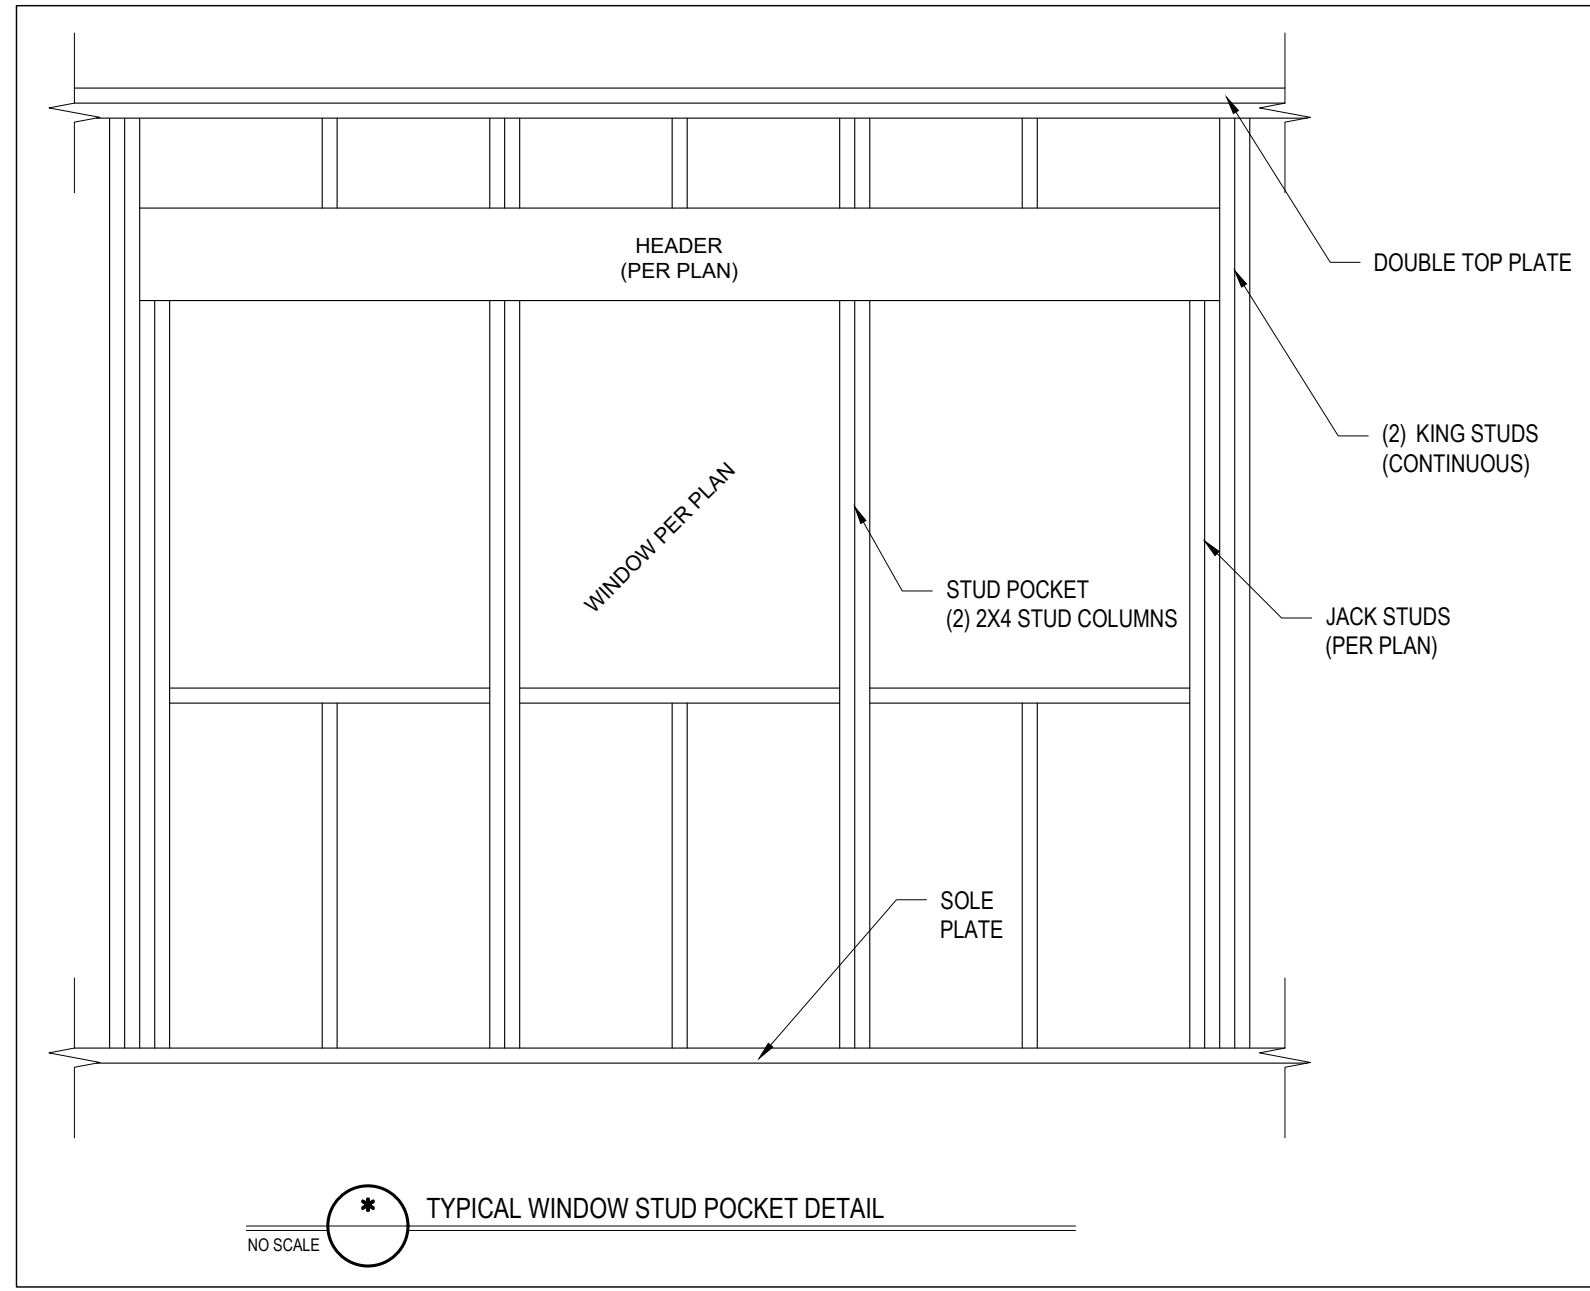 HEADER
(PER PLAN)
DOUBLE TOP PLATE
(2) KING STUDS
(CONTINUOUS)
WINDOW PER PLAN
STUD POCKET
(2) 2X4 STUD COLUMNS
JACK STUDS
(PER PLAN)
SOLE
PLATE
*
TYPICAL WINDOW STUD POCKET DETAIL
NO SCALE